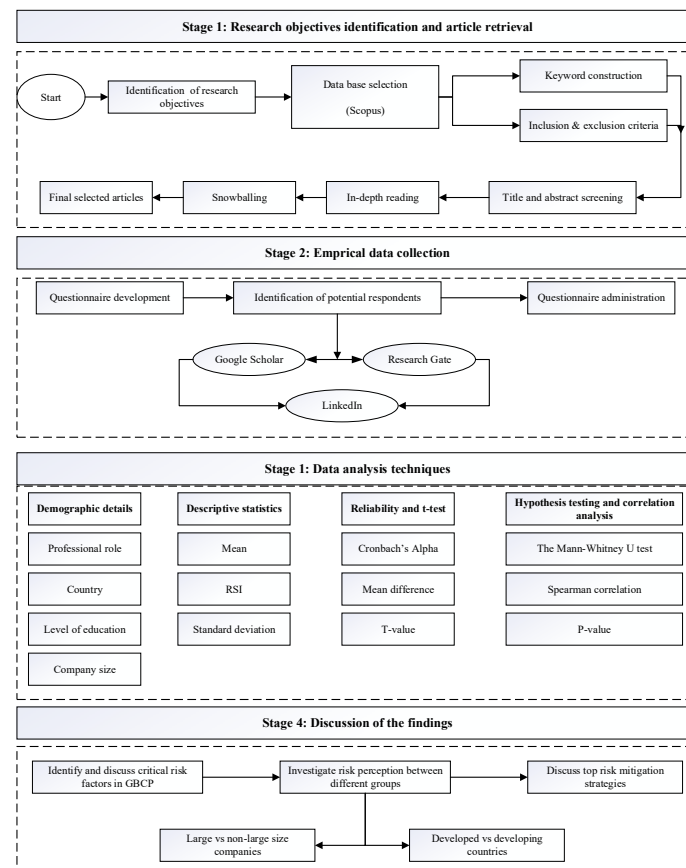 Stage 1: Research objectives identification and article retrieval
Start
Identification of research
objectives
Data base selection
(Scopus)
Keyword construction
Inclusion & exclusion criteria
Final selected articles
Snowballing
In-depth reading
Title and abstract screening
Stage 2: Emprical data collection
Questionnaire development
Identification of potential respondents
Questionnaire administration
Google Scholar
Research Gate
LinkedIn
Stage 1: Data analysis techniques
Demographic details
Descriptive statistics
Reliability and t-test
Hypothesis testing and correlation
analysis
Professional role
Mean
Cronbach's Alpha
The Mann-Whitney U test
Country
RSI
Mean difference
Spearman correlation
Level of education
Standard deviation
T-value
P-value
Company size
Stage 4: Discussion of the findings
Identify and discuss critical risk
factors in GBCP
Investigate risk perception between
different groups
Discuss top risk mitigation
strategies
Large vs non-large size
companies
Developed vs developing
countries